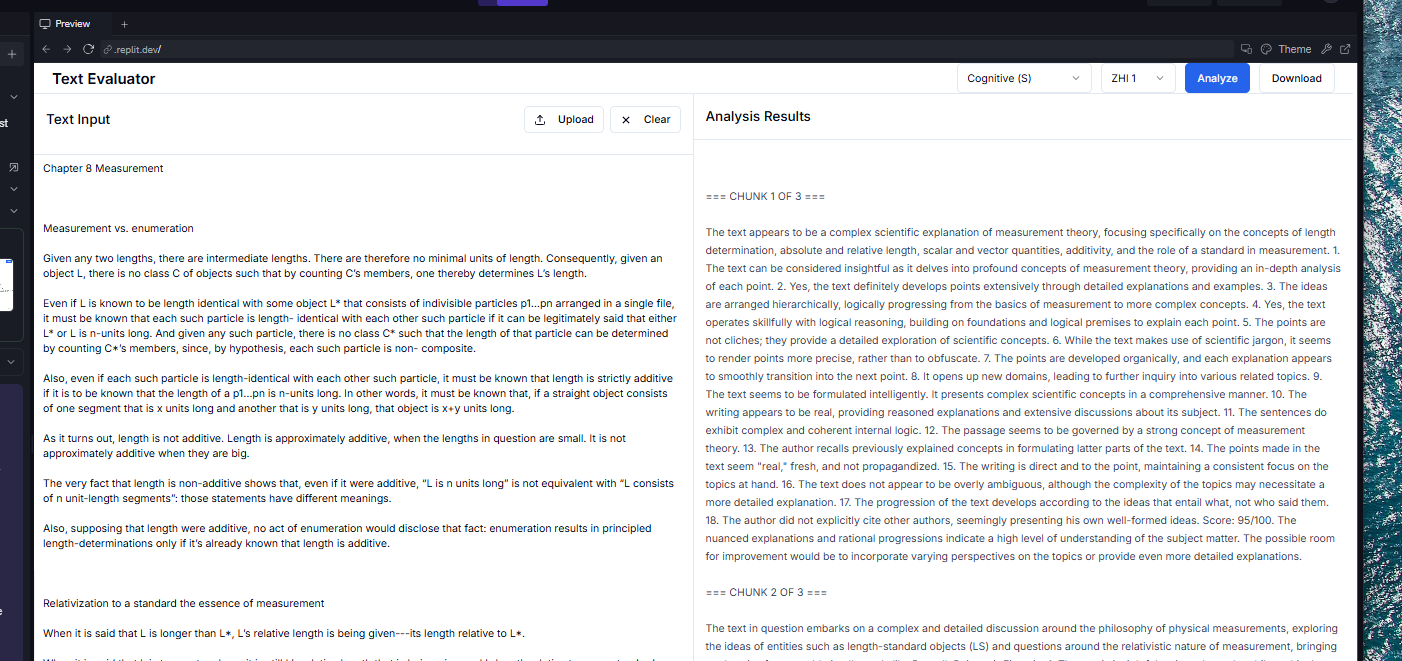 Preview
.replit.dev/
Theme
st
Text Evaluator
Cognitive (S)
ZHI 1
Analyze
Download
Text Input
Upload
Clear
Chapter 8 Measurement
Measurement vs. enumeration
Given any two lengths, there are intermediate lengths. There are therefore no minimal units of length. Consequently, given an
object L, there is no class C of objects such that by counting C's members, one thereby determines L's length.
Even if L is known to be length identical with some object L* that consists of indivisible particles p1...pn arranged in a single file,
it must be known that each such particle is length- identical with each other such particle if it can be legitimately said that either
L* or L is n-units long. And given any such particle, there is no class C* such that the length of that particle can be determined
by counting C*'s members, since, by hypothesis, each such particle is non- composite.
Also, even if each such particle is length-identical with each other such particle, it must be known that length is strictly additive
if it is to be known that the length of a p1...pn is n-units long. In other words, it must be known that, if a straight object consists
of one segment that is x units long and another that is y units long, that object is x+y units long.
As it turns out, length is not additive. Length is approximately additive, when the lengths in question are small. It is not
approximately additive when they are big.
The very fact that length is non-additive shows that, even if it were additive, “L is n units long” is not equivalent with “L consists
of n unit-length segments”: those statements have different meanings.
Also, supposing that length were additive, no act of enumeration would disclose that fact: enumeration results in principled
length-determinations only if it's already known that length is additive.
Relativization to a standard the essence of measurement
When it is said that L is longer than L*, L's relative length is being given---its length relative to L*.
Analysis Results
=== CHUNK 1 OF 3 ===
The text appears to be a complex scientific explanation of measurement theory, focusing specifically on the concepts of length
determination, absolute and relative length, scalar and vector quantities, additivity, and the role of a standard in measurement. 1.
The text can be considered insightful as it delves into profound concepts of measurement theory, providing an in-depth analysis
of each point. 2. Yes, the text definitely develops points extensively through detailed explanations and examples. 3. The ideas
are arranged hierarchically, logically progressing from the basics of measurement to more complex concepts. 4. Yes, the text
operates skillfully with logical reasoning, building on foundations and logical premises to explain each point. 5. The points are
not cliches; they provide a detailed exploration of scientific concepts. 6. While the text makes use of scientific jargon, it seems
to render points more precise, rather than to obfuscate. 7. The points are developed organically, and each explanation appears
to smoothly transition into the next point. 8. It opens up new domains, leading to further inquiry into various related topics. 9.
The text seems to be formulated intelligently. It presents complex scientific concepts in a comprehensive manner. 10. The
writing appears to be real, providing reasoned explanations and extensive discussions about its subject. 11. The sentences do
exhibit complex and coherent internal logic. 12. The passage seems to be governed by a strong concept of measurement
theory. 13. The author recalls previously explained concepts in formulating latter parts of the text. 14. The points made in the
text seem "real," fresh, and not propagandized. 15. The writing is direct and to the point, maintaining a consistent focus on the
topics at hand. 16. The text does not appear to be overly ambiguous, although the complexity of the topics may necessitate a
more detailed explanation. 17. The progression of the text develops according to the ideas that entail what, not who said them.
18. The author did not explicitly cite other authors, seemingly presenting his own well-formed ideas. Score: 95/100. The
nuanced explanations and rational progressions indicate a high level of understanding of the subject matter. The possible room
for improvement would be to incorporate varying perspectives on the topics or provide even more detailed explanations.
=== CHUNK 2 OF 3 ===
The text in question embarks on a complex and detailed discussion around the philosophy of physical measurements, exploring
the ideas of entities such as length-standard objects (LS) and questions around the relativistic nature of measurement, bringing